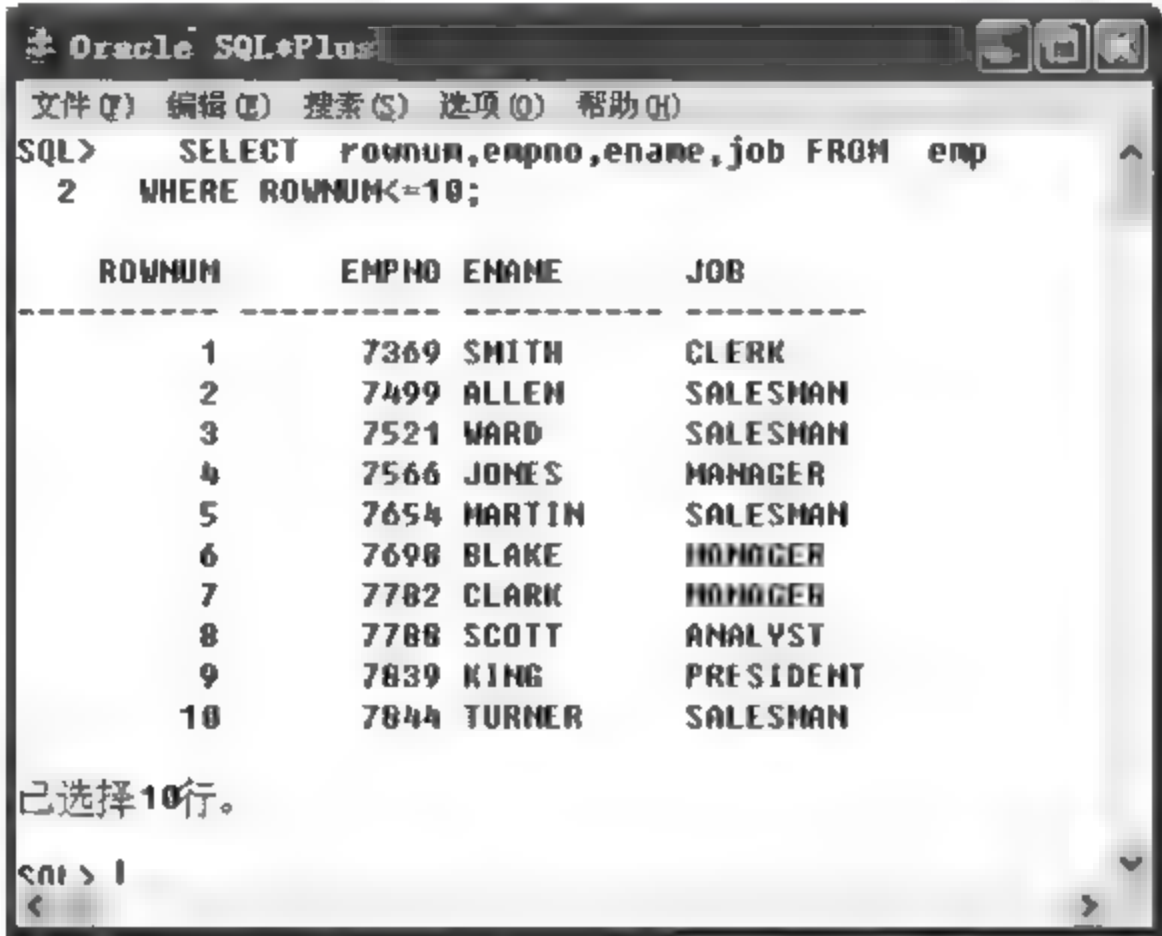 Oracle SQL*Plus
文件(F) 编辑(E) 搜索(S) 选项(O) 帮助(H)
SQL> SELECT rownum,empno,ename,job FROM emp
2 WHERE ROWNUM<=10;
ROWNUM EMPNO ENAME JOB
---------- ---------- ---------- ---------
1 7369 SMITH CLERK
2 7499 ALLEN SALESMAN
3 7521 WARD SALESMAN
4 7566 JONES MANAGER
5 7654 MARTIN SALESMAN
6 7698 BLAKE MANAGER
7 7782 CLARK MANAGER
8 7788 SCOTT ANALYST
9 7839 KING PRESIDENT
10 7844 TURNER SALESMAN
已选择10行。
SQL>